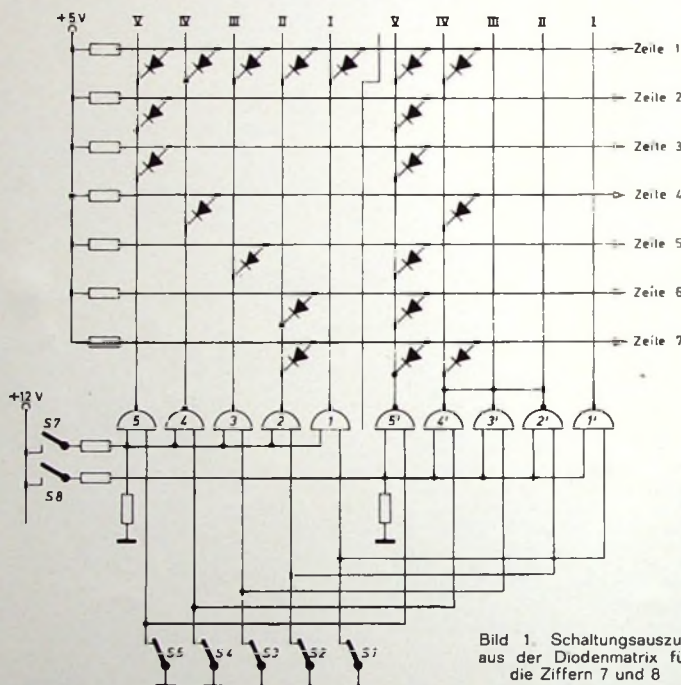 +5V V IV III II I V IV III II I
Zeile 1
Zeile 2
Zeile 3
Zeile 4
Zeile 5
Zeile 6
Zeile 7
5 4 3 2 1 5' 4' 3' 2' 1'
+12V
S7
S8
S5 S4 S3 S2 S1
Bild 1. Schaltungsauszu
aus der Diodenmatrix fü
die Ziffern 7 und 8